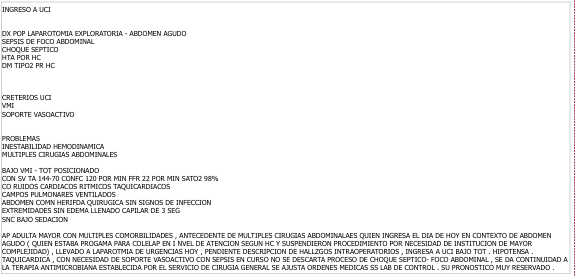 INGRESO A UCI
DX POP LAPAROTOMIA EXPLORATORIA - ABDOMEN AGUDO
SEPSIS DE FOCO ABDOMINAL
CHOQUE SEPTICO
HTA POR HC
DM TIPO2 PR HC
CRETERIOS UCI
VMI
SOPORTE VASOACTIVO
PROBLEMAS
INESTABILIDAD HEMODINAMICA
MULTIPLES CIRUGIAS ABDOMINALES
BAJO VMI - TOT POSICIONADO
CON SV TA 144-70 CONFC 120 POR MIN FFR 22 POR MIN SATO2 98%
CO RUIDOS CARDIACOS RITMICOS TAQUICARDIACOS
CAMPOS PULMONARES VENTILADOS
ABDOMEN COMN HERIFDA QUIRUGICA SIN SIGNOS DE INFECCION
EXTREMIDADES SIN EDEMA LLENADO CAPILAR DE 3 SEG
SNC BAJO SEDACION
AP ADULTA MAYOR CON MULTIPLES COMORBILIDADES , ANTECEDENTE DE MULTIPLES CIRUGIAS ABDOMINALAES QUIEN INGRESA EL DIA DE HOY EN CONTEXTO DE ABDOMEN
AGUDO ( QUIEN ESTABA PROGAMA PARA COLELAP EN 1 NVEL DE ATENCION SEGUN HC Y SUSPENDIERON PROCEDIMIENTO POR NECESIDAD DE INSTITUCION DE MAYOR
COMPLEJIDAD) , LLEVADO A LAPAROTMIA DE URGENCIAS HOY , PENDIENTE DESCRIPCION DE HALLZGOS INTRAOPERATORIOS , INGRESA A UCI BAJO TOT . HIPOTENSA .
TAQUICARDICA , CON NECESIDAD DE SOPORTE VASOACTIVO CON SEPSIS EN CURSO NO SE DESCARTA PROCESO DE CHOQUE SEPTICO- FOCO ABDOMINAL , SE DA CONTINUIDAD A
LA TERAPIA ANTIMICROBIANA ESTABLECIDA POR EL SERVICIO DE CIRUGIA GENERAL SE AJUSTA ORDENES MEDICAS SS LAB DE CONTROL . SU PRONOSTICO MUY RESERVADO .